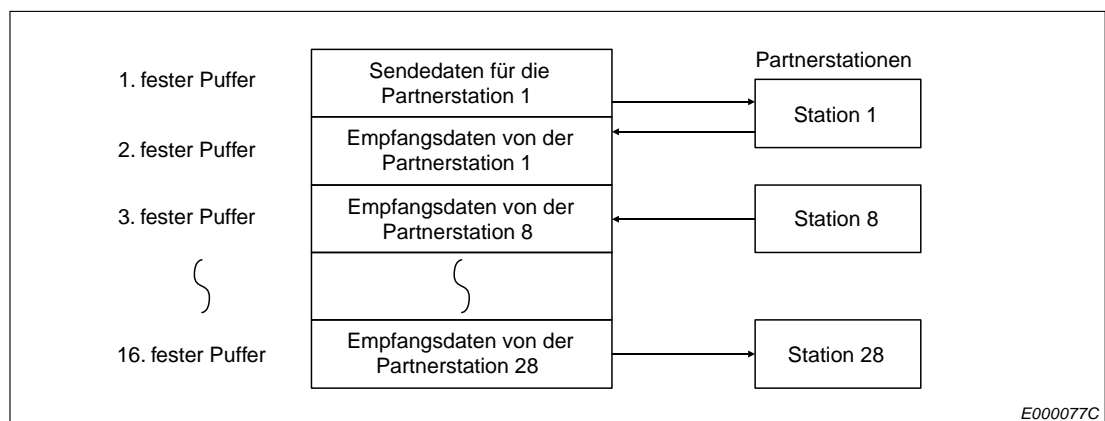 Partnerstationen
1. fester Puffer
Sendedaten für die
Partnerstation 1
Station 1
2. fester Puffer
Empfangsdaten von der
Partnerstation 1
3. fester Puffer
Empfangsdaten von der
Partnerstation 8
Station 8
16. fester Puffer
Empfangsdaten von der
Partnerstation 28
Station 28
E000077C